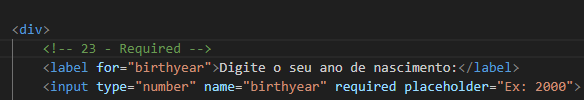 <div>
<!-- 23 - Required -->
<label for="birthyear">Digite o seu ano de nascimento:</label>
<input type="number" name="birthyear" required placeholder="Ex: 2000">